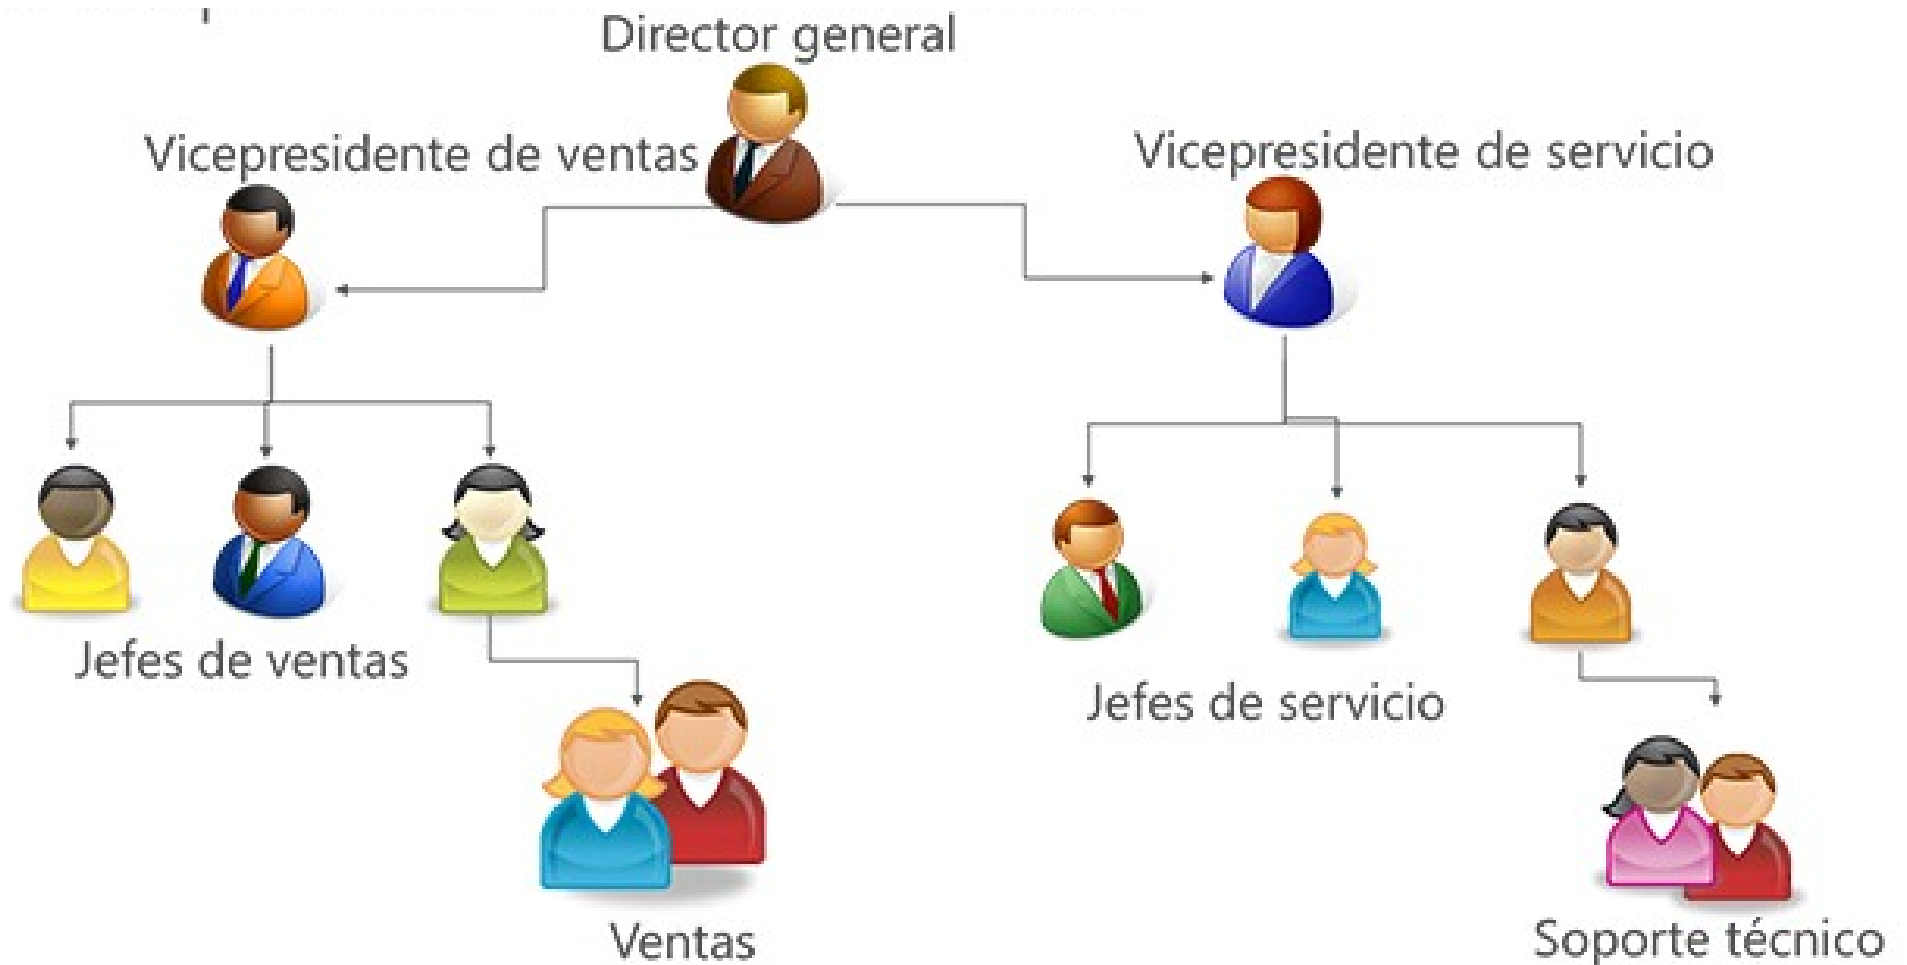 Director general
Vicepresidente de ventas
Vicepresidente de servicio
Jefes de ventas
Jefes de servicio
Ventas
Soporte técnico